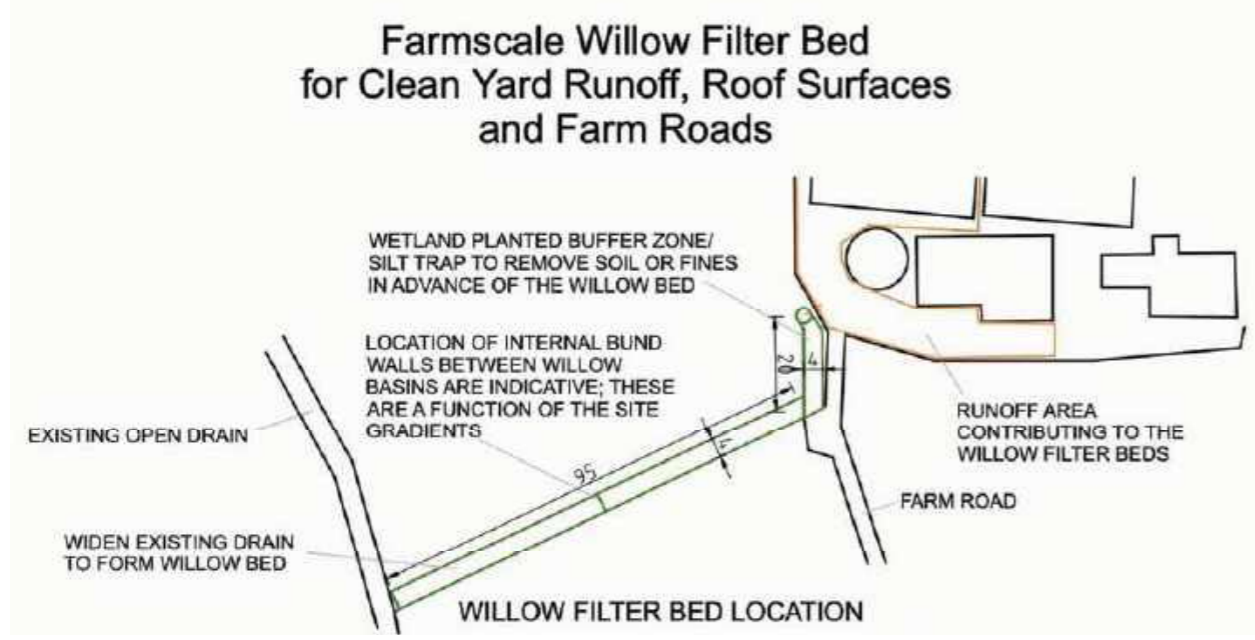 Farmscale Willow Filter Bed
for Clean Yard Runoff, Roof Surfaces
and Farm Roads
WETLAND PLANTED BUFFER ZONE/
SILT TRAP TO REMOVE SOIL OR FINES
IN ADVANCE OF THE WILLOW BED
LOCATION OF INTERNAL BUND
WALLS BETWEEN WILLOW
BASINS ARE INDICATIVE; THESE
ARE A FUNCTION OF THE SITE
GRADIENTS
20
4
EXISTING OPEN DRAIN
RUNOFF AREA
CONTRIBUTING TO THE
WILLOW FILTER BEDS
4
95
FARM ROAD
WIDEN EXISTING DRAIN
TO FORM WILLOW BED
WILLOW FILTER BED LOCATION